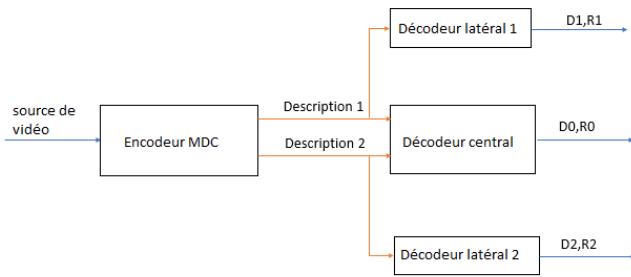 Décodeur latéral 1
D1,R1
source de
vidéo
Encodeur MDC
Description 1
Description 2
Décodeur central
D0,R0
Décodeur latéral 2
D2,R2